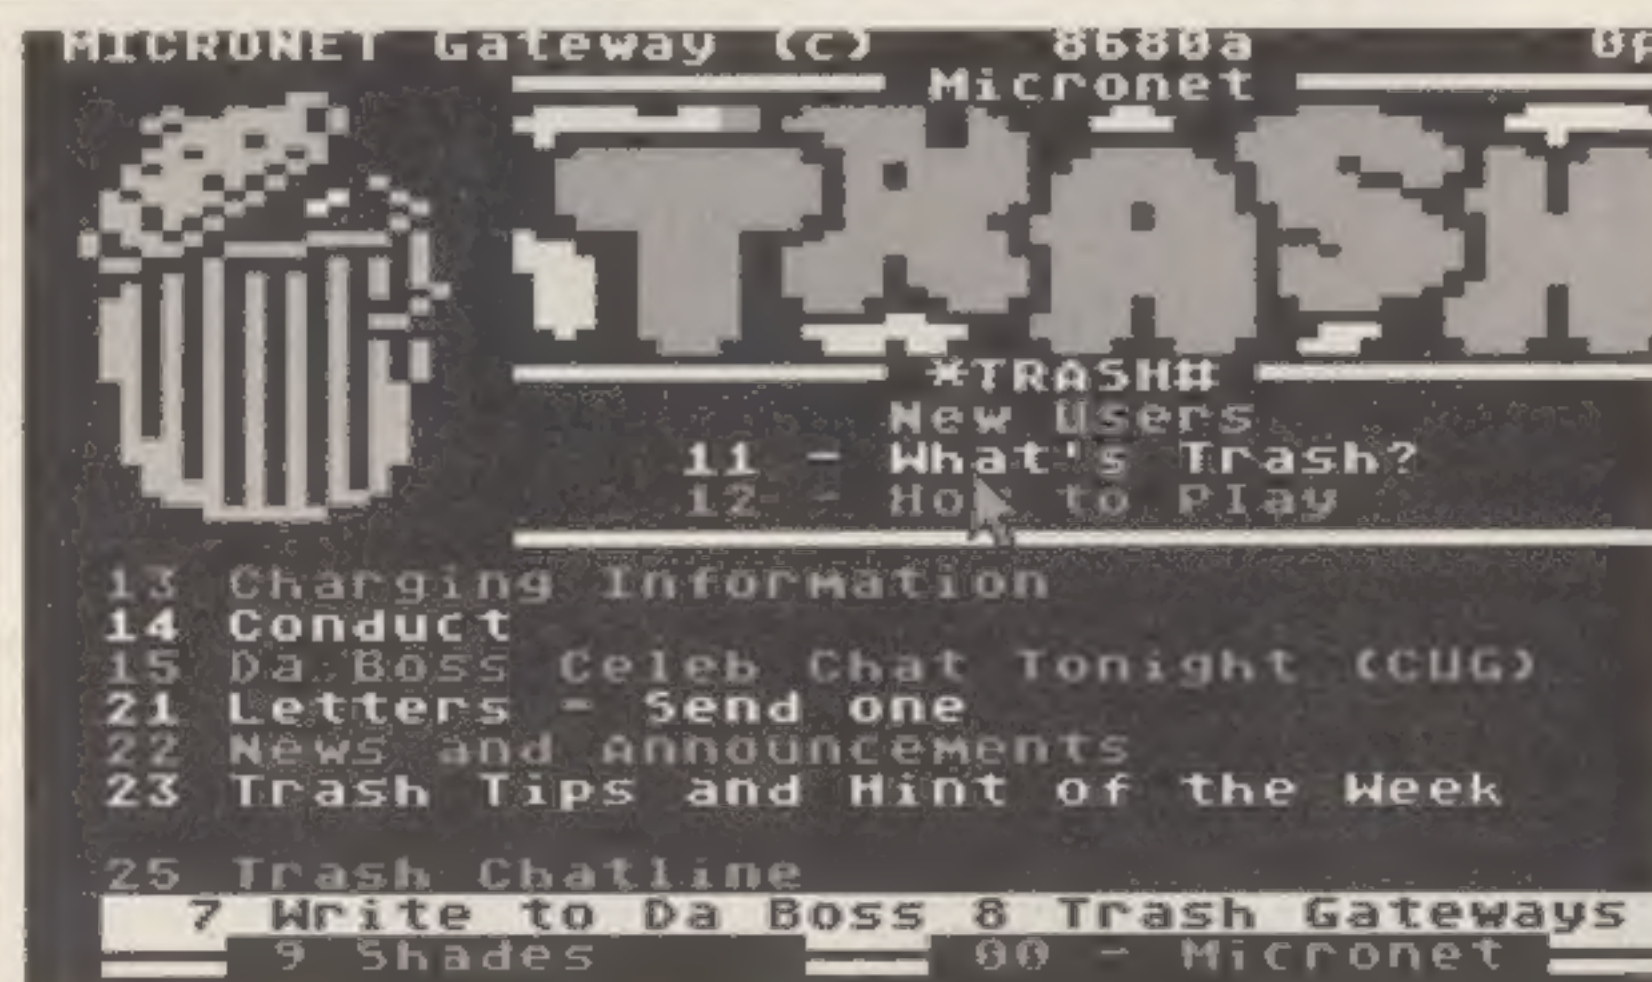 MICRONET Gateway (c) 8680a 0p
Micronet
TRASH
*TRASH#
New Users
11 - What's Trash?
12 - How to Play
13 Charging Information
14 Conduct
15 Da Boss Celeb Chat Tonight (CUG)
21 Letters - Send one
22 News and Announcements
23 Trash Tips and Hint of the Week
25 Trash Chatline
7 Write to Da Boss 8 Trash Gateways
9 Shades 00 - Micronet